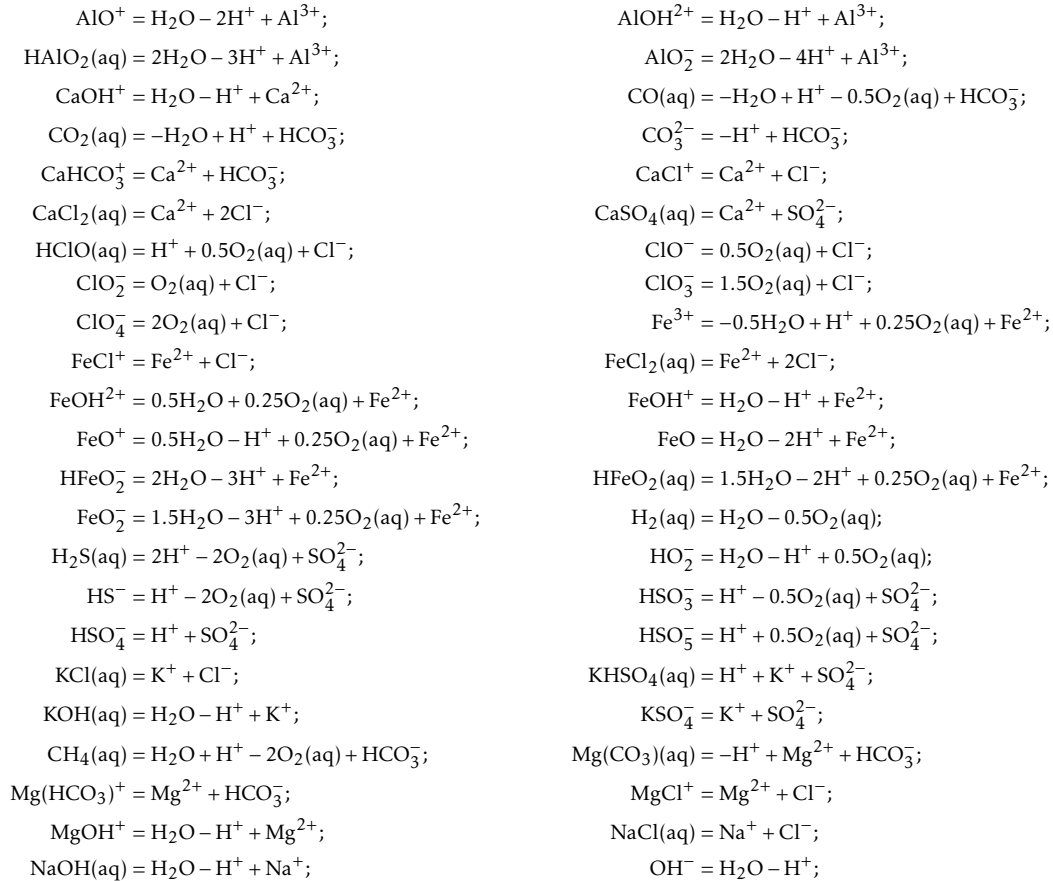 AlO⁺ = H₂O − 2H⁺ + Al³⁺; AlOH²⁺ = H₂O − H⁺ + Al³⁺;
HAlO₂(aq) = 2H₂O − 3H⁺ + Al³⁺; AlO₂⁻ = 2H₂O − 4H⁺ + Al³⁺;
CaOH⁺ = H₂O − H⁺ + Ca²⁺; CO(aq) = −H₂O + H⁺ − 0.5O₂(aq) + HCO₃⁻;
CO₂(aq) = −H₂O + H⁺ + HCO₃⁻; CO₃²⁻ = −H⁺ + HCO₃⁻;
CaHCO₃⁺ = Ca²⁺ + HCO₃⁻; CaCl⁺ = Ca²⁺ + Cl⁻;
CaCl₂(aq) = Ca²⁺ + 2Cl⁻; CaSO₄(aq) = Ca²⁺ + SO₄²⁻;
HClO(aq) = H⁺ + 0.5O₂(aq) + Cl⁻; ClO⁻ = 0.5O₂(aq) + Cl⁻;
ClO₂⁻ = O₂(aq) + Cl⁻; ClO₃⁻ = 1.5O₂(aq) + Cl⁻;
ClO₄⁻ = 2O₂(aq) + Cl⁻; Fe³⁺ = −0.5H₂O + H⁺ + 0.25O₂(aq) + Fe²⁺;
FeCl⁺ = Fe²⁺ + Cl⁻; FeCl₂(aq) = Fe²⁺ + 2Cl⁻;
FeOH²⁺ = 0.5H₂O + 0.25O₂(aq) + Fe²⁺; FeOH⁺ = H₂O − H⁺ + Fe²⁺;
FeO⁺ = 0.5H₂O − H⁺ + 0.25O₂(aq) + Fe²⁺; FeO = H₂O − 2H⁺ + Fe²⁺;
HFeO₂⁻ = 2H₂O − 3H⁺ + Fe²⁺; HFeO₂(aq) = 1.5H₂O − 2H⁺ + 0.25O₂(aq) + Fe²⁺;
FeO₂⁻ = 1.5H₂O − 3H⁺ + 0.25O₂(aq) + Fe²⁺; H₂(aq) = H₂O − 0.5O₂(aq);
H₂S(aq) = 2H⁺ − 2O₂(aq) + SO₄²⁻; HO₂⁻ = H₂O − H⁺ + 0.5O₂(aq);
HS⁻ = H⁺ − 2O₂(aq) + SO₄²⁻; HSO₃⁻ = H⁺ − 0.5O₂(aq) + SO₄²⁻;
HSO₄⁻ = H⁺ + SO₄²⁻; HSO₅⁻ = H⁺ + 0.5O₂(aq) + SO₄²⁻;
KCl(aq) = K⁺ + Cl⁻; KHSO₄(aq) = H⁺ + K⁺ + SO₄²⁻;
KOH(aq) = H₂O − H⁺ + K⁺; KSO₄⁻ = K⁺ + SO₄²⁻;
CH₄(aq) = H₂O + H⁺ − 2O₂(aq) + HCO₃⁻; Mg(CO₃)(aq) = −H⁺ + Mg²⁺ + HCO₃⁻;
Mg(HCO₃)⁺ = Mg²⁺ + HCO₃⁻; MgCl⁺ = Mg²⁺ + Cl⁻;
MgOH⁺ = H₂O − H⁺ + Mg²⁺; NaCl(aq) = Na⁺ + Cl⁻;
NaOH(aq) = H₂O − H⁺ + Na⁺; OH⁻ = H₂O − H⁺;